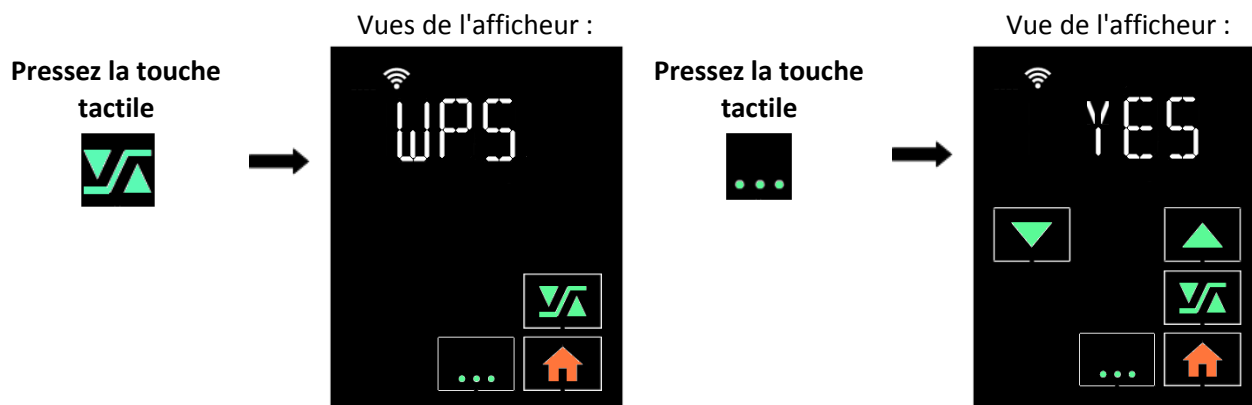 Vues de l'afficheur :
Vue de l'afficheur :
Pressez la touche
tactile
WPS
Pressez la touche
tactile
YES